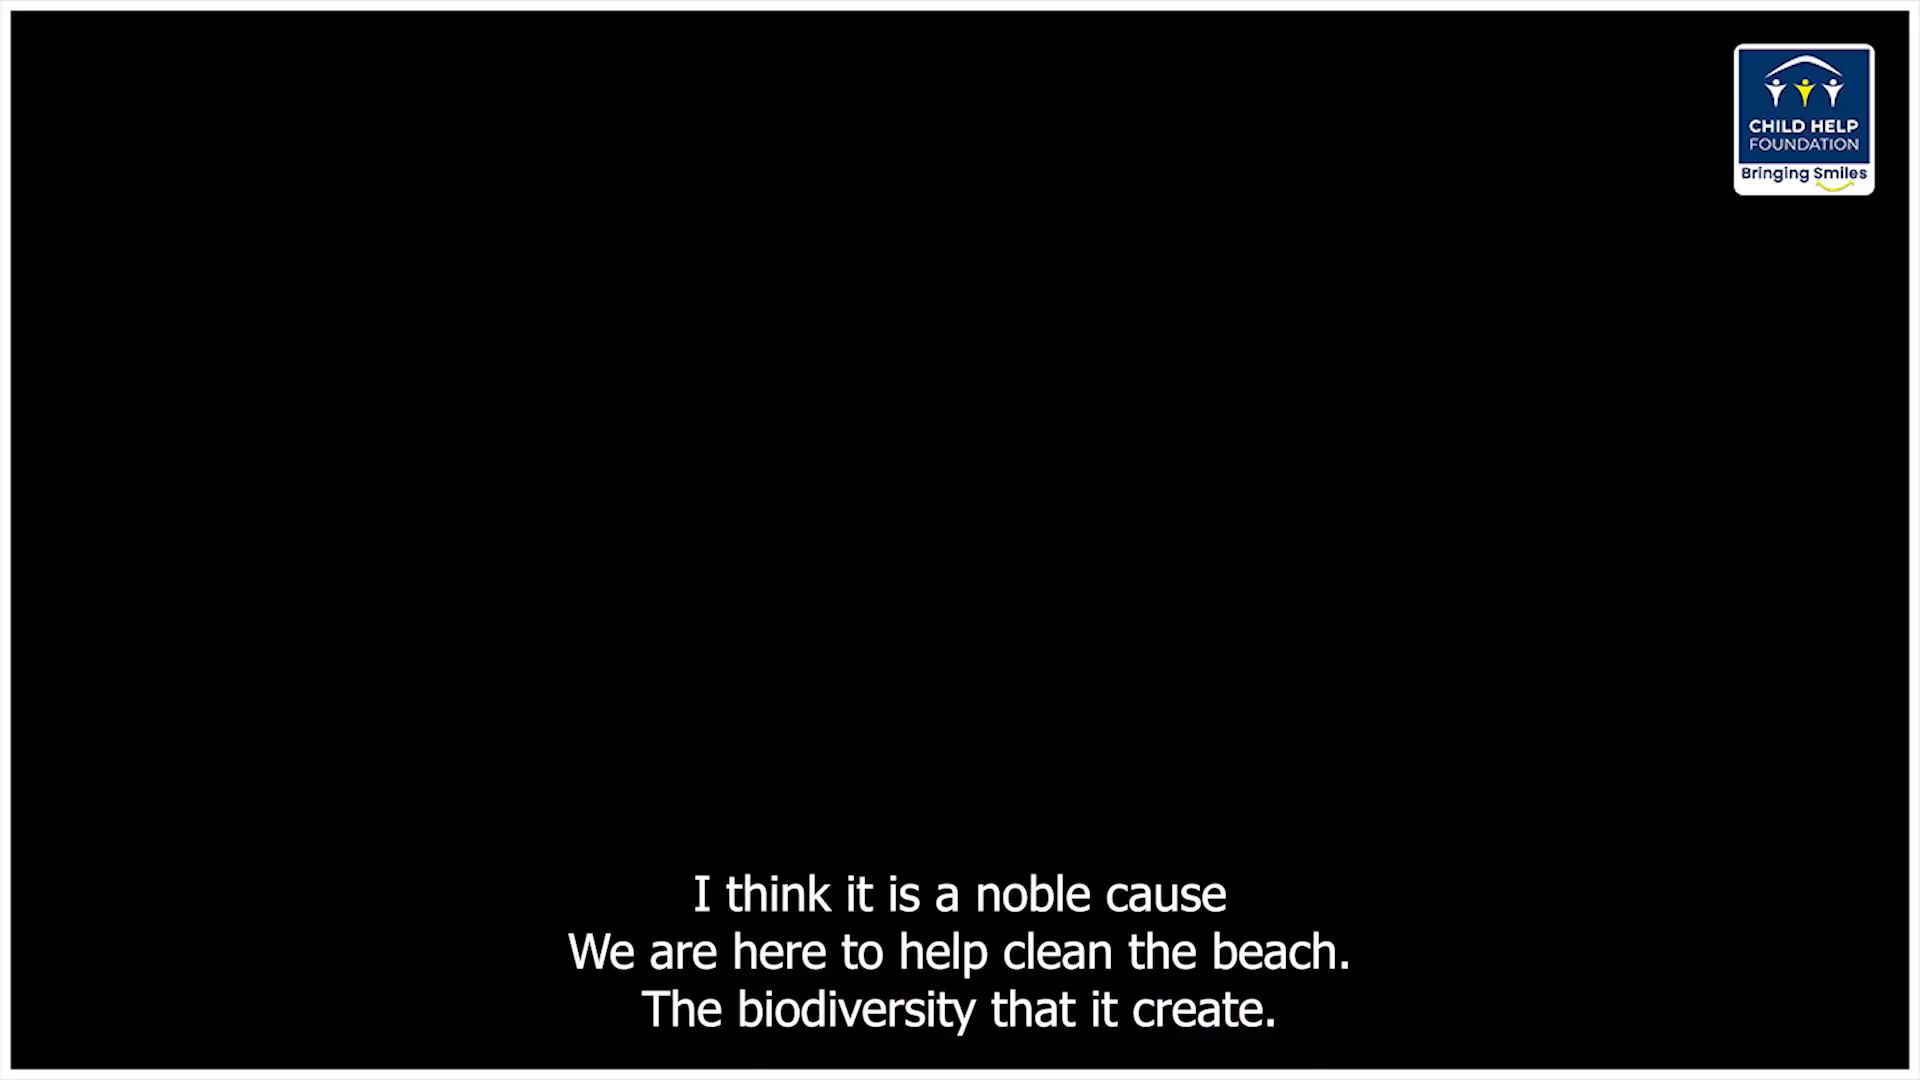 CHILD HELP
FOUNDATION
Bringing Smiles
I think it is a noble cause
We are here to help clean the beach.
The biodiversity that it create.